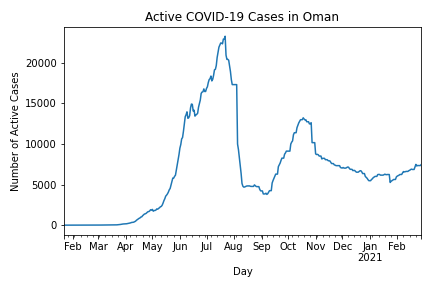 Active COVID-19 Cases in Oman
Number of Active Cases
20000
15000
10000
5000
0
Feb Mar Apr May Jun Jul Aug Sep Oct Nov Dec Jan Feb
2021
Day